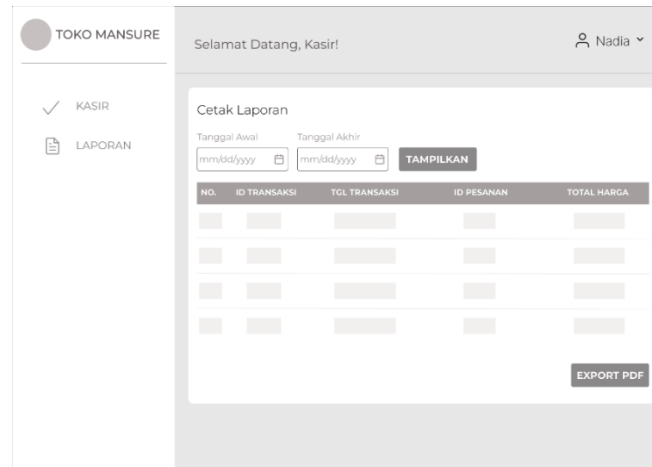 TOKO MANSURE
Selamat Datang, Kasir!
Nadia
KASIR
LAPORAN
Cetak Laporan
Tanggal Awal Tanggal Akhir
mm/dd/yyyy mm/dd/yyyy TAMPILKAN
NO. ID TRANSAKSI TGL TRANSAKSI ID PESANAN TOTAL HARGA
EXPORT PDF